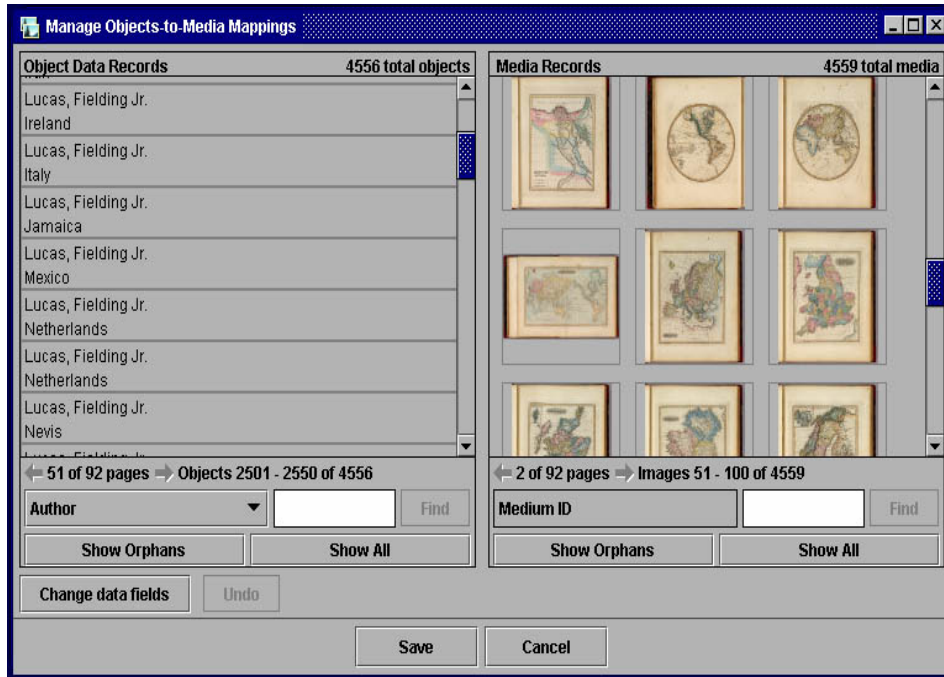 Manage Objects-to-Media Mappings
Object Data Records 4556 total objects
Lucas, Fielding Jr.
Ireland
Lucas, Fielding Jr.
Italy
Lucas, Fielding Jr.
Jamaica
Lucas, Fielding Jr.
Mexico
Lucas, Fielding Jr.
Netherlands
Lucas, Fielding Jr.
Netherlands
Lucas, Fielding Jr.
Nevis
51 of 92 pages Objects 2501 - 2550 of 4556
Author Find
Show Orphans Show All
Media Records 4559 total media
2 of 92 pages Images 51 - 100 of 4559
Medium ID Find
Show Orphans Show All
Change data fields Undo
Save Cancel